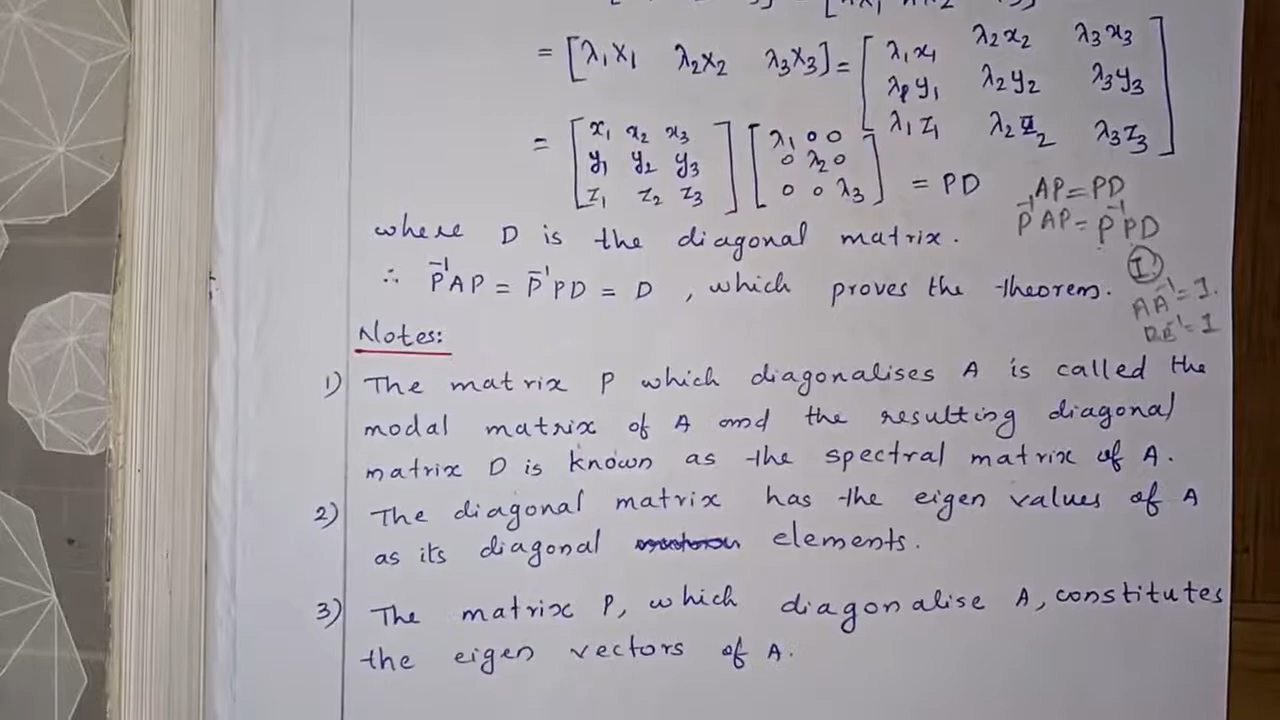 = [λ₁X₁ λ₂X₂ λ₃X₃] = [λ₁x₁ λ₂x₂ λ₃x₃
λ₁y₁ λ₂y₂ λ₃y₃
λ₁z₁ λ₂z₂ λ₃z₃]
= [x₁ x₂ x₃ [λ₁ 0 0
y₁ y₂ y₃ 0 λ₂ 0
z₁ z₂ z₃] 0 0 λ₃] = PD
AP = PD
P⁻¹AP = P⁻¹PD
I
AA⁻¹ = I.
where D is the diagonal matrix.
∴ P⁻¹AP = P⁻¹PD = D , which proves the theorem.
Notes:
1) The matrix P which diagonalises A is called the
modal matrix of A and the resulting diagonal
matrix D is known as the spectral matrix of A.
2) The diagonal matrix has the eigen values of A
as its diagonal elements.
3) The matrix P, which diagonalise A, constitutes
the eigen vectors of A.